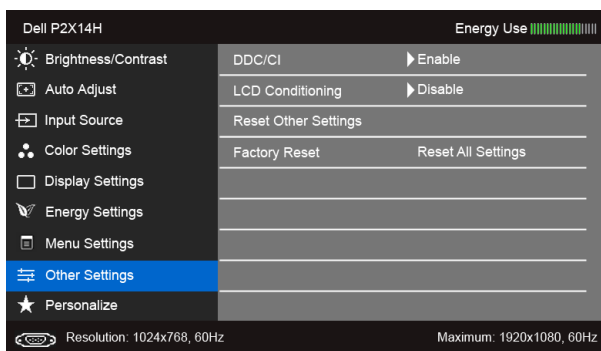 Dell P2X14H
Energy Use
Brightness/Contrast
DDC/CI
Enable
Auto Adjust
LCD Conditioning
Disable
Input Source
Reset Other Settings
Color Settings
Factory Reset
Reset All Settings
Display Settings
Energy Settings
Menu Settings
Other Settings
Personalize
Resolution: 1024x768, 60Hz
Maximum: 1920x1080, 60Hz